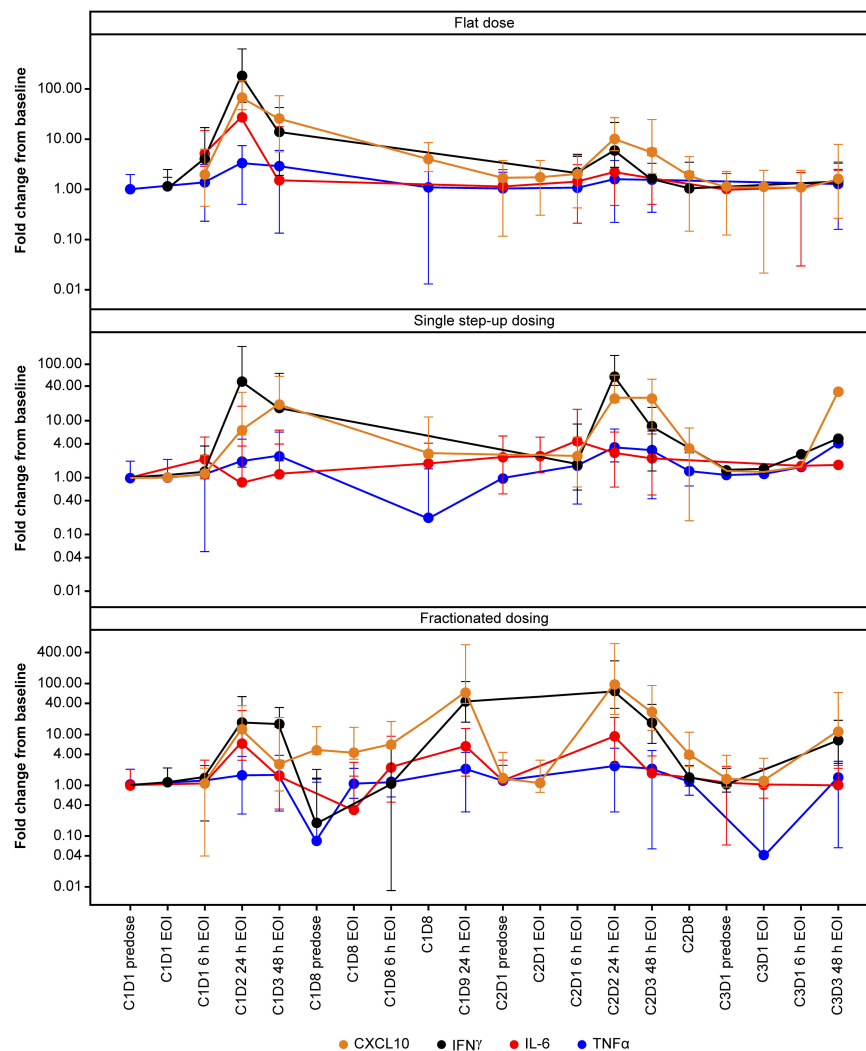 Flat dose
Fold change from baseline
100.00
10.00
1.00
0.10
0.01
Single step-up dosing
Fold change from baseline
100.00
40.00
10.00
4.00
1.00
0.40
0.10
0.04
0.01
Fractionated dosing
Fold change from baseline
400.00
100.00
40.00
10.00
4.00
1.00
0.40
0.10
0.04
0.01
C1D1 predose
C1D1 EOI
C1D1 6 h EOI
C1D2 24 h EOI
C1D3 48 h EOI
C1D8 predose
C1D8 EOI
C1D8 6 h EOI
C1D8
C1D9 24 h EOI
C2D1 predose
C2D1 EOI
C2D1 6 h EOI
C2D2 24 h EOI
C2D3 48 h EOI
C2D8
C3D1 predose
C3D1 EOI
C3D1 6 h EOI
C3D3 48 h EOI
CXCL10 IFNγ IL-6 TNFα